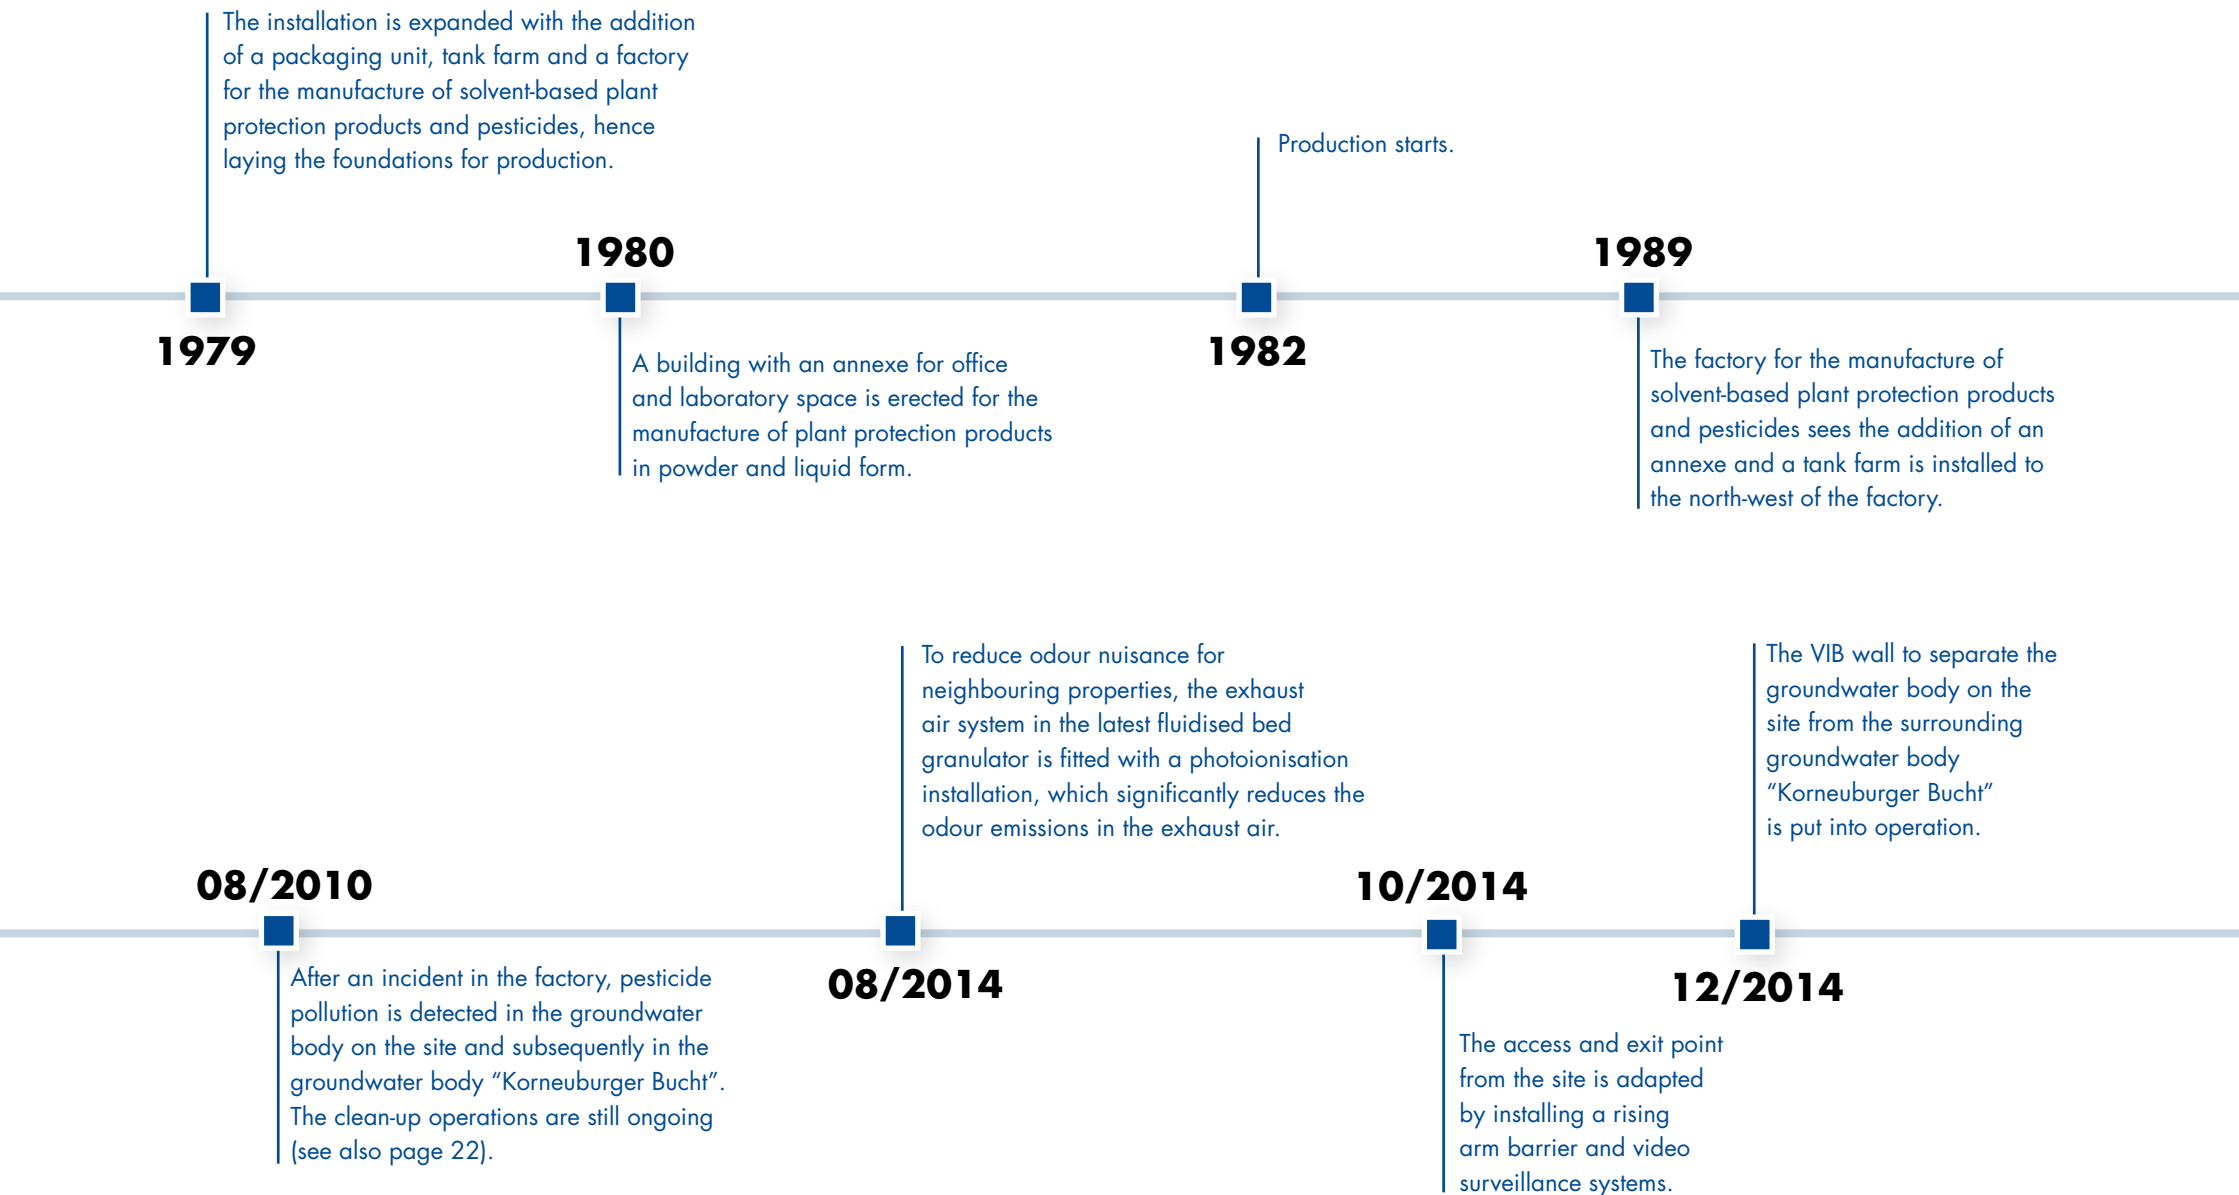 The installation is expanded with the addition
of a packaging unit, tank farm and a factory
for the manufacture of solvent-based plant
protection products and pesticides, hence
laying the foundations for production.
1979
1980
A building with an annexe for office
and laboratory space is erected for the
manufacture of plant protection products
in powder and liquid form.
Production starts.
1982
1989
The factory for the manufacture of
solvent-based plant protection products
and pesticides sees the addition of an
annexe and a tank farm is installed to
the north-west of the factory.
08/2010
After an incident in the factory, pesticide
pollution is detected in the groundwater
body on the site and subsequently in the
groundwater body “Korneuburger Bucht”.
The clean-up operations are still ongoing
(see also page 22).
To reduce odour nuisance for
neighbouring properties, the exhaust
air system in the latest fluidised bed
granulator is fitted with a photoionisation
installation, which significantly reduces the
odour emissions in the exhaust air.
08/2014
10/2014
The access and exit point
from the site is adapted
by installing a rising
arm barrier and video
surveillance systems.
The VIB wall to separate the
groundwater body on the
site from the surrounding
groundwater body
“Korneuburger Bucht”
is put into operation.
12/2014